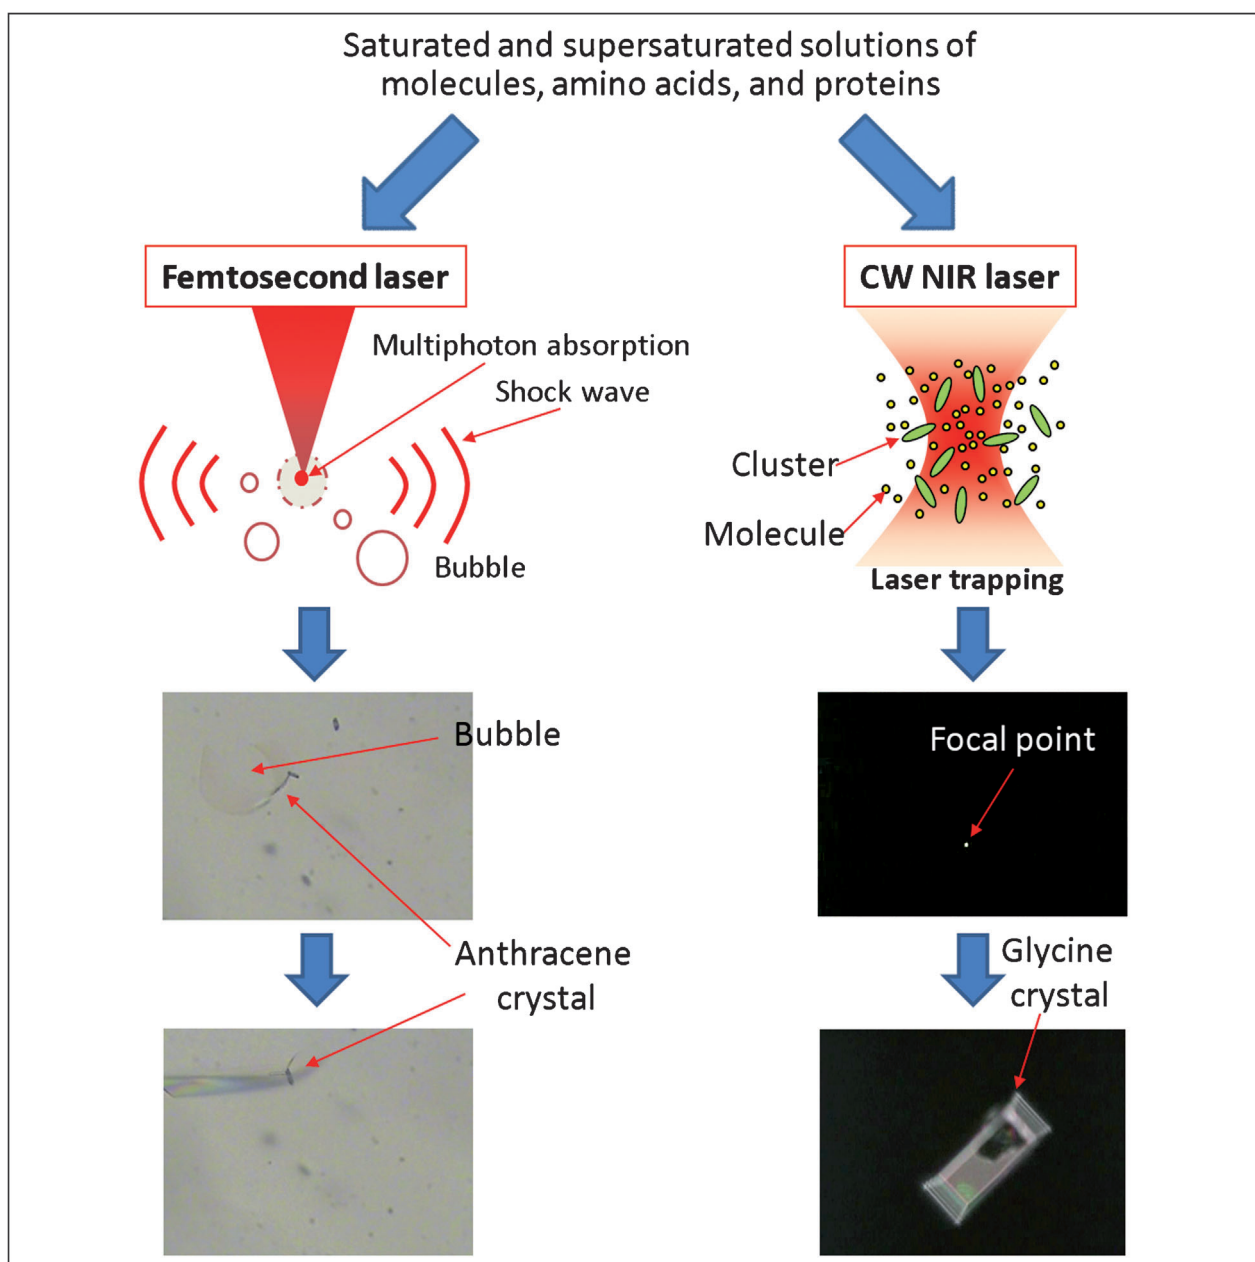 Saturated and supersaturated solutions of
molecules, amino acids, and proteins
Femtosecond laser
Multiphoton absorption
Shock wave
Bubble
CW NIR laser
Cluster
Molecule
Laser trapping
Bubble
Anthracene
crystal
Focal point
Glycine
crystal